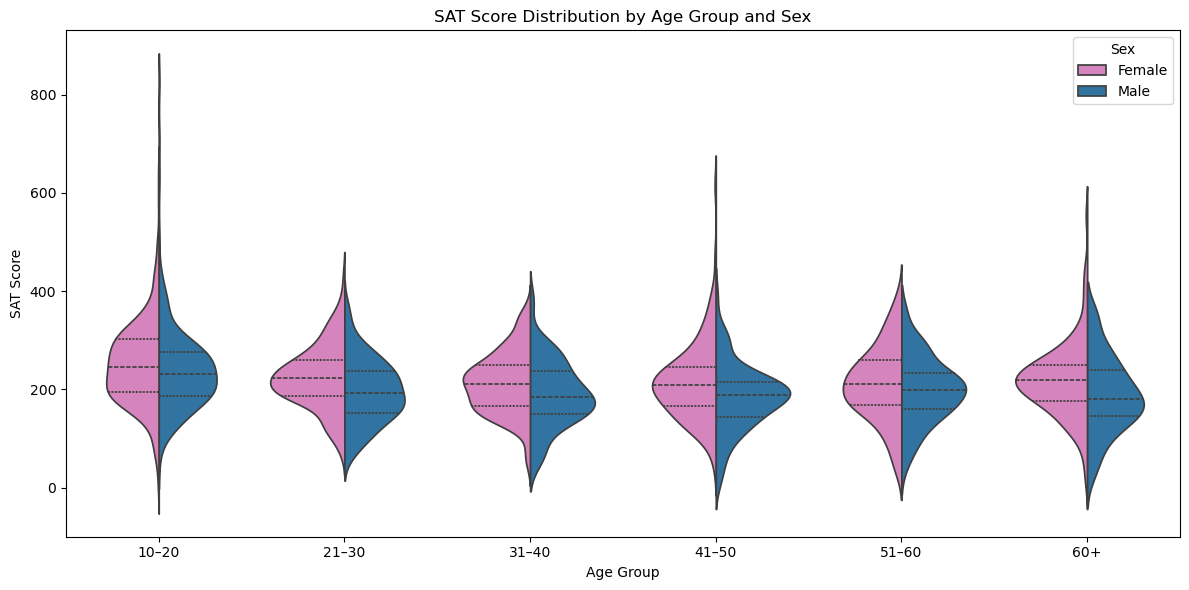 SAT Score Distribution by Age Group and Sex
Sex
Female
Male
SAT Score
800
600
400
200
0
10–20
21–30
31–40
41–50
51–60
60+
Age Group